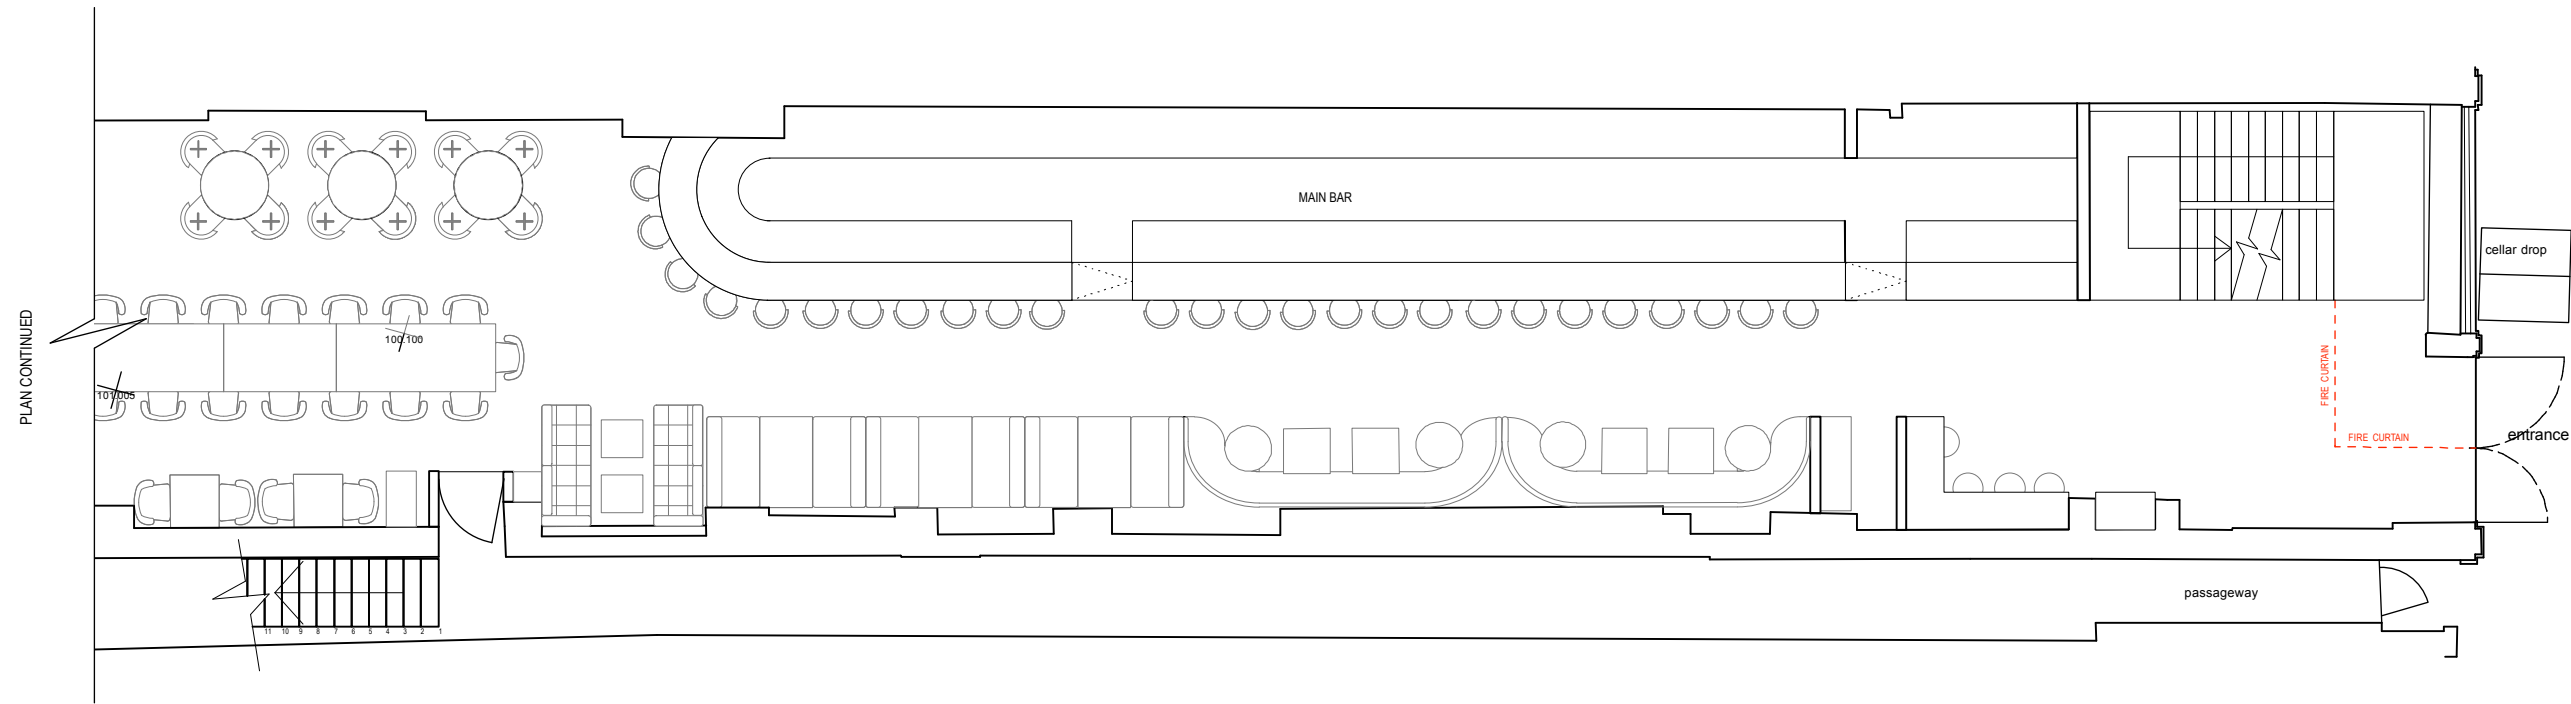 MAIN BAR
cellar drop
PLAN CONTINUED
100.100
101.005
FIRE CURTAIN
FIRE CURTAIN
entrance
passageway
11 10 9 8 7 6 5 4 3 2 1